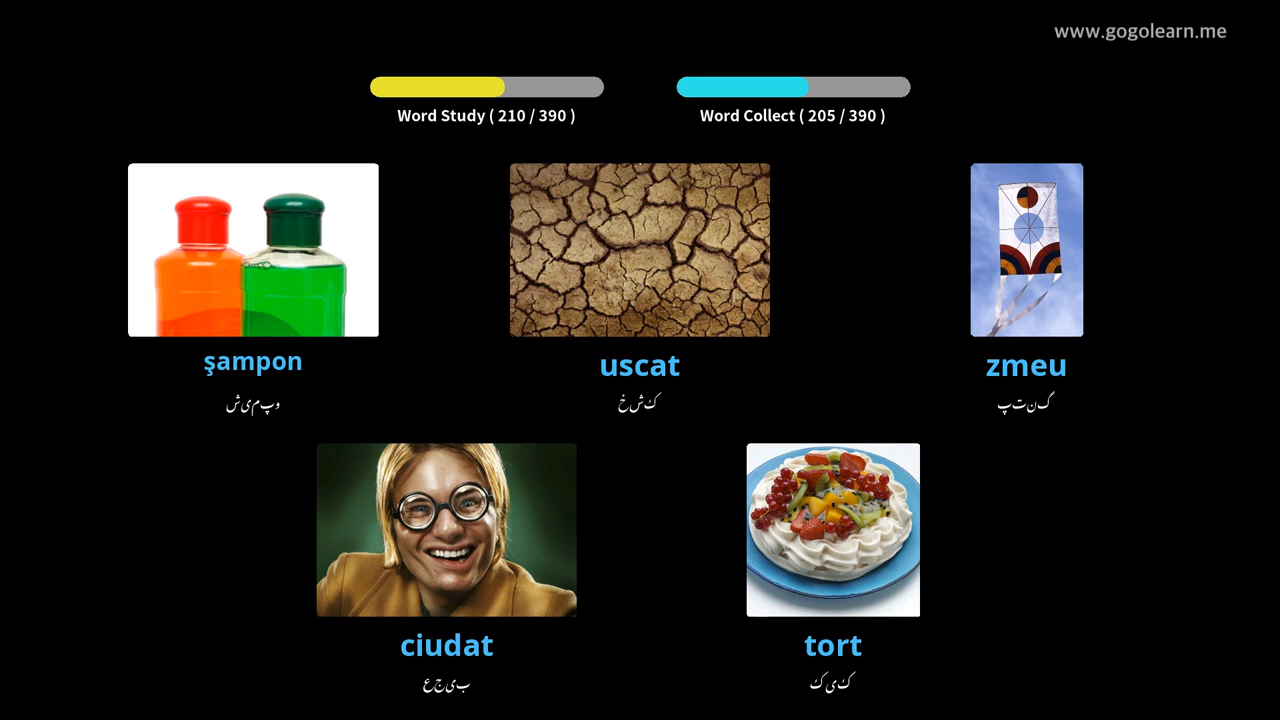 www.gogolearn.me
Word Study ( 210 / 390 )
Word Collect ( 205 / 390 )
şampon
uscat
zmeu
شیمپو
خشک
پتنگ
ciudat
tort
عجیب
کیک